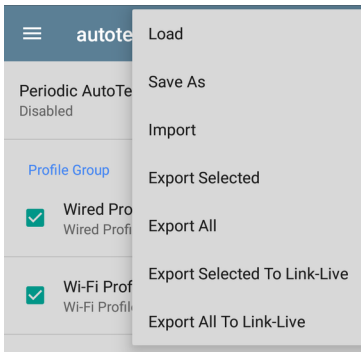 autote
Load
Save As
Import
Export Selected
Export All
Export Selected To Link-Live
Export All To Link-Live
Periodic AutoTe
Disabled
Profile Group
Wired Pro
Wired Profi
Wi-Fi Prof
Wi-Fi Profile